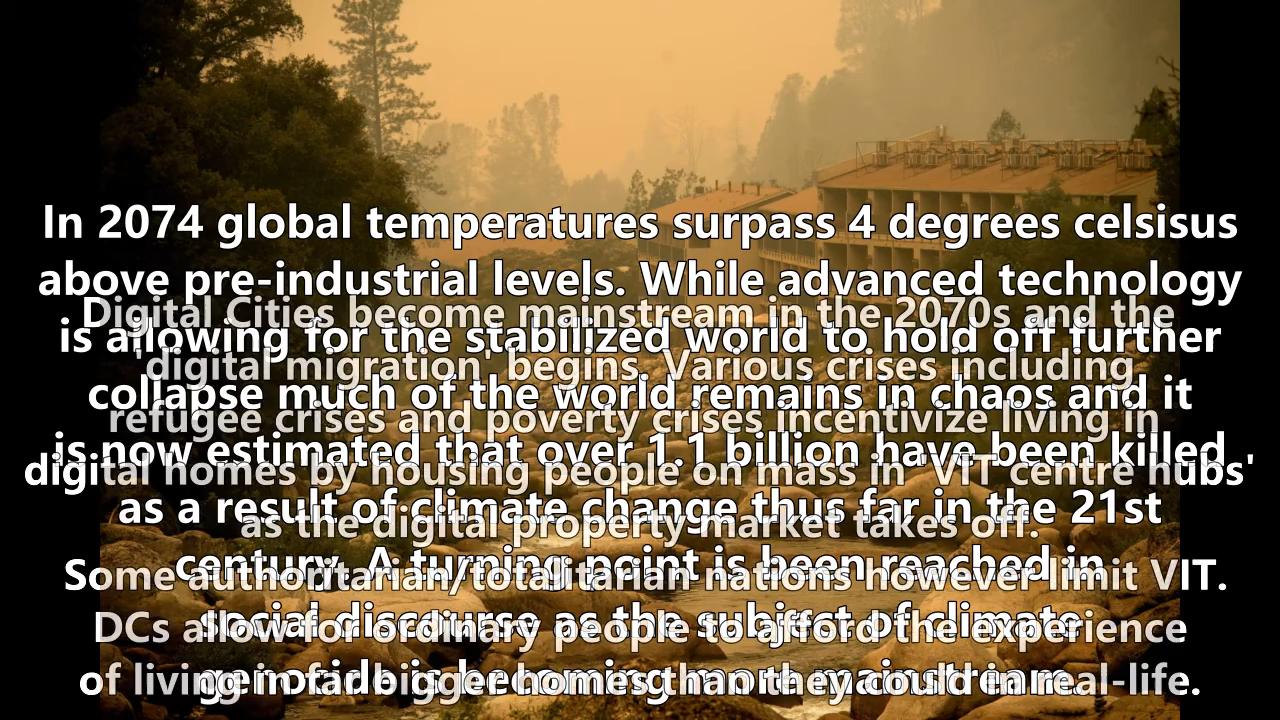 In 2074 global temperatures surpass 4 degrees celsisus
above pre-industrial levels. While advanced technology
is allowing for the stabilized world to hold off further
collapse much of the world remains in chaos and it
is now estimated that over 1.1 billion have been killed
as a result of climate change thus far in the 21st
century. A turning point is been reached in
social discourse as the subject of climate
genocide is becoming more mainstream.
Digital Cities become mainstream in the 2070s and the
'digital migration' begins. Various crises including
refugee crises and poverty crises incentivize living in
digital homes by housing people on mass in 'VIT centre hubs'
as the digital property market takes off.
Some authoritarian/totalitarian nations however limit VIT.
DCs allow for ordinary people to afford the experience
of living in far bigger homes than they could in real-life.